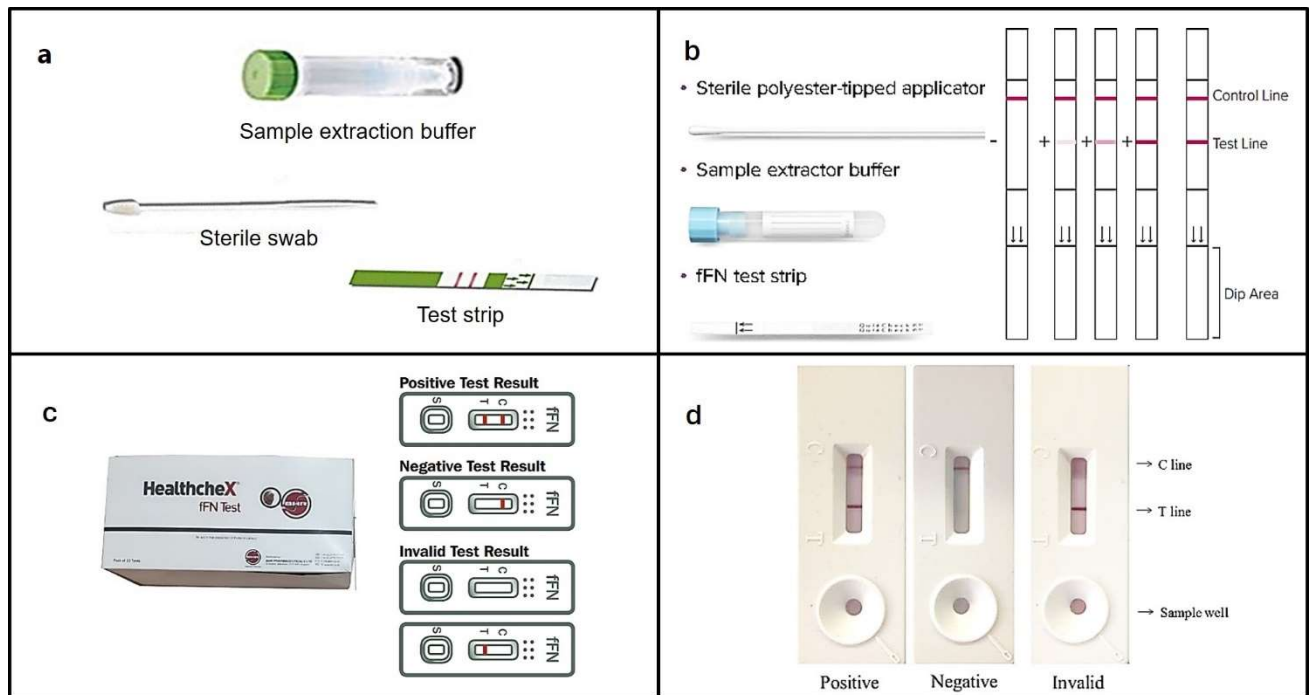 a
Sample extraction buffer
Sterile swab
Test strip
b
• Sterile polyester-tipped applicator
• Sample extractor buffer
• fFN test strip
- + + +
Control Line
Test Line
Dip Area
c
HealthcheX
fFN Test
Positive Test Result
S T C fFN
Negative Test Result
S T C fFN
Invalid Test Result
S T C fFN
S T C fFN
d
C C C
T T T
→ C line
→ T line
→ Sample well
Positive Negative Invalid